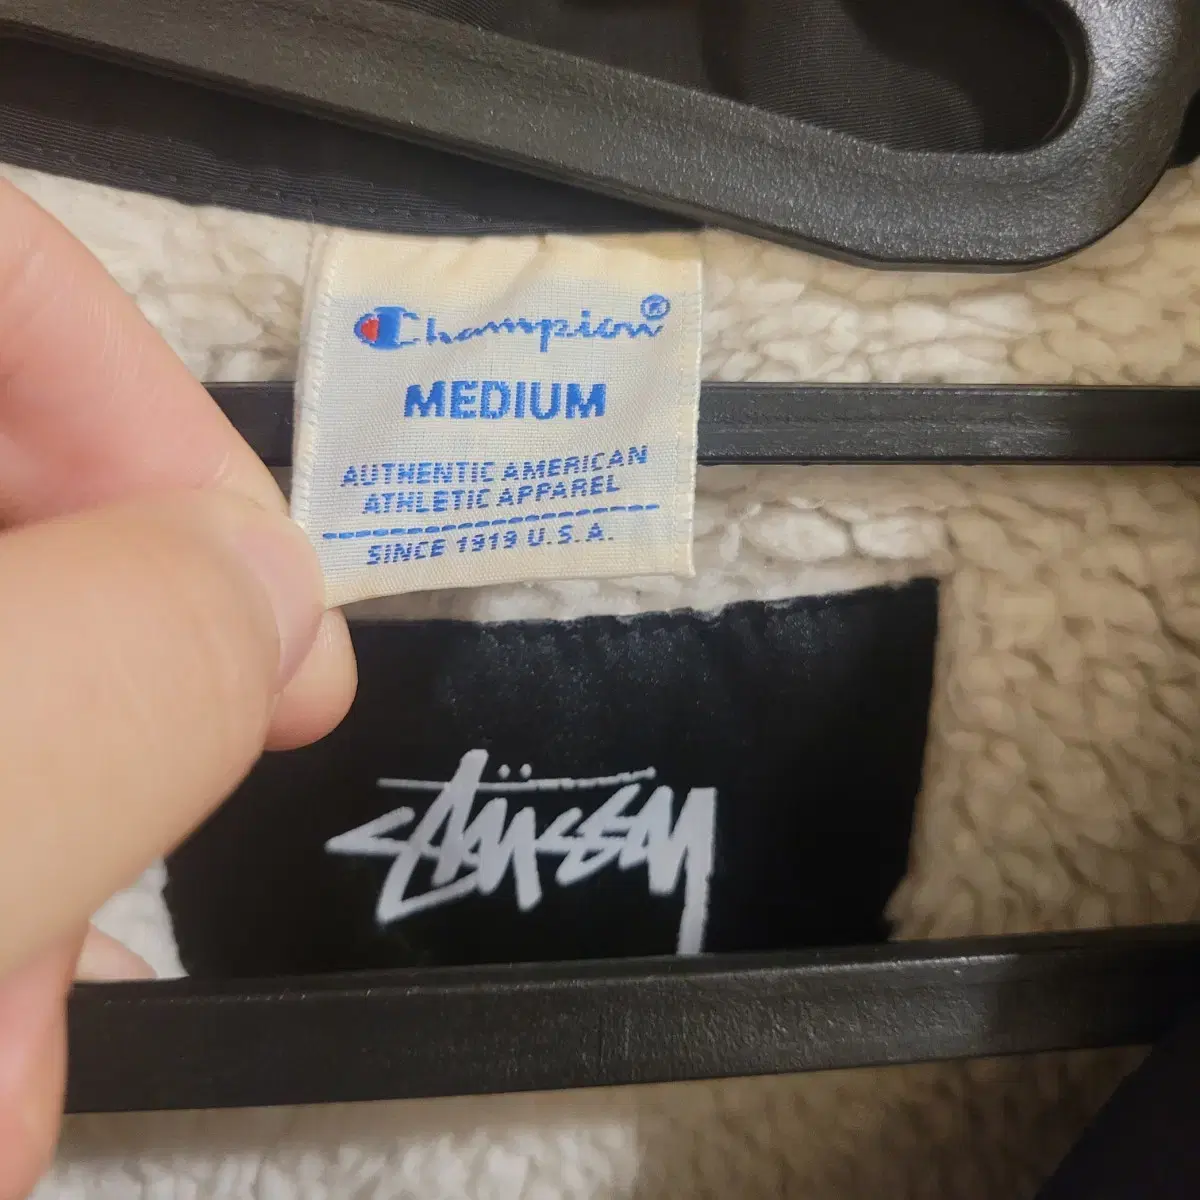 Champion®
MEDIUM
AUTHENTIC AMERICAN
ATHLETIC APPAREL
SINCE 1919 U.S.A.
STÜSSY